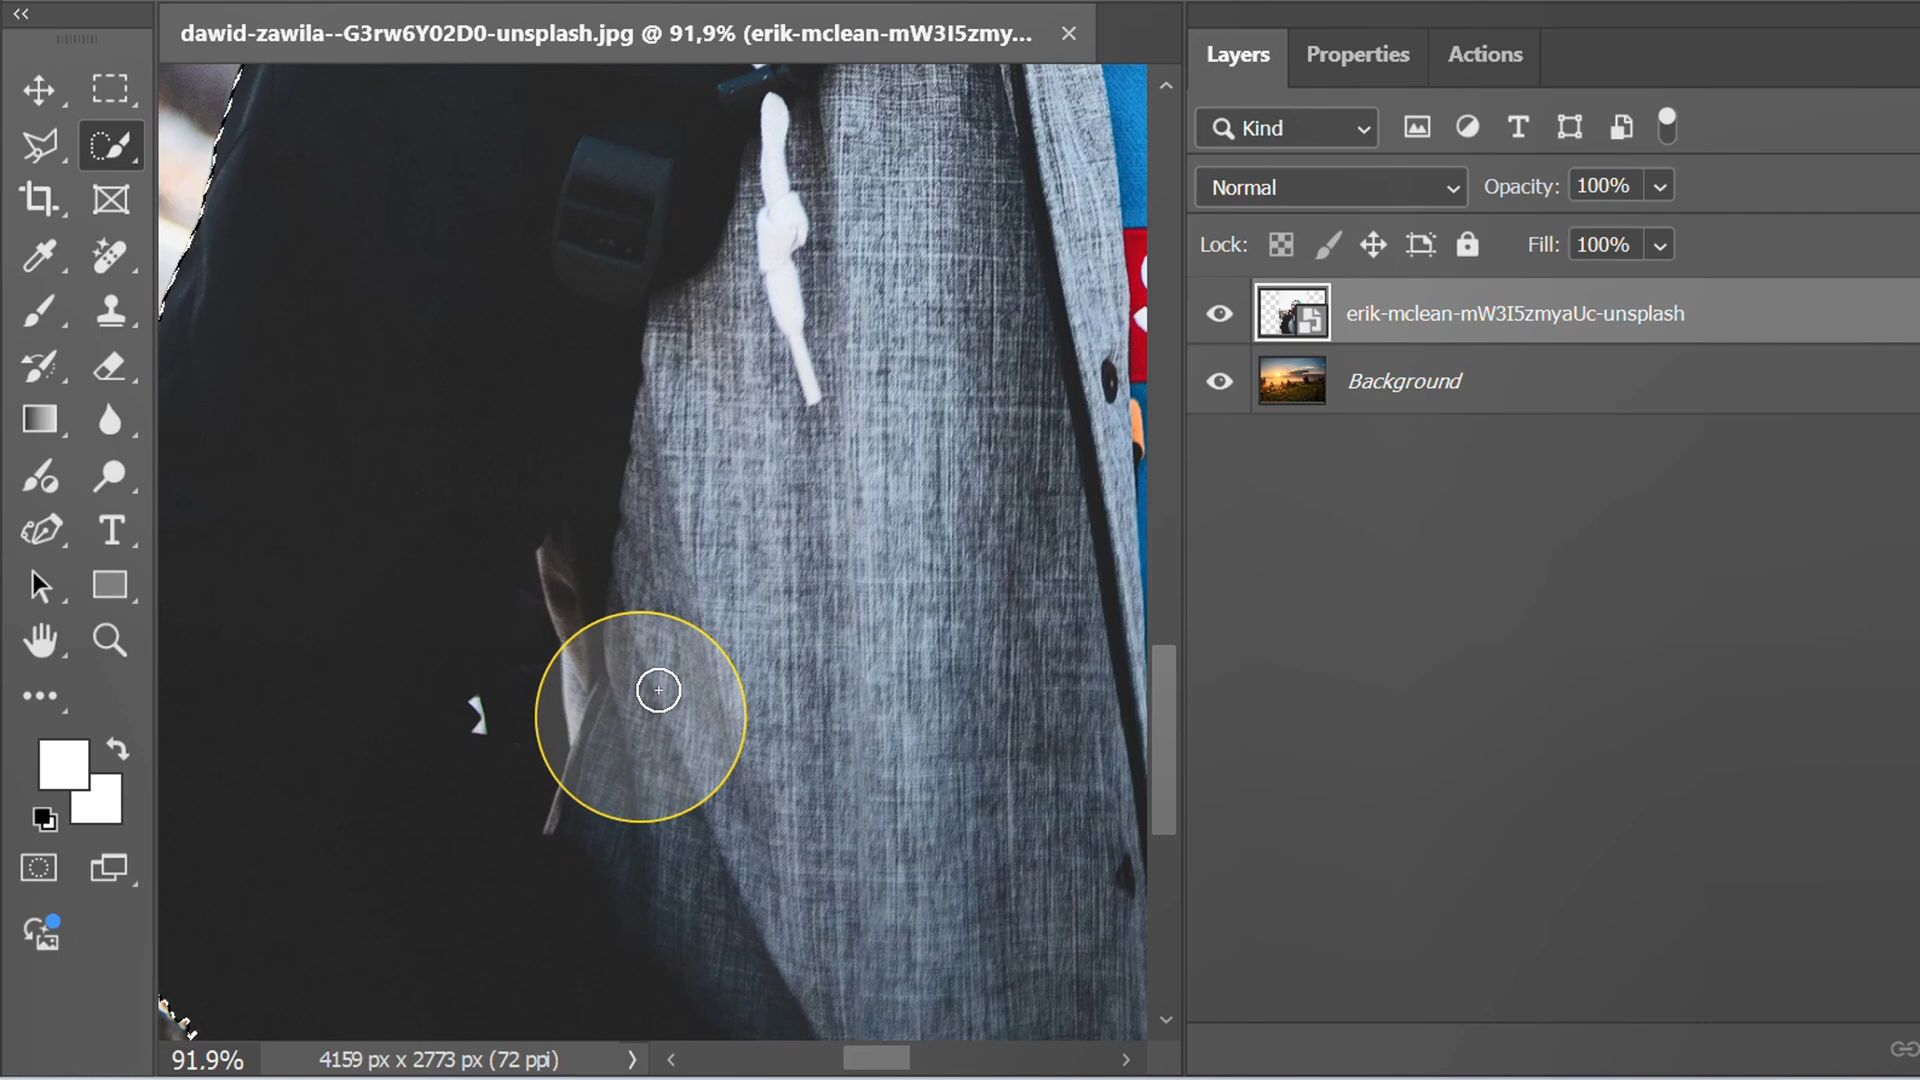 dawid-zawila--G3rw6Y02D0-unsplash.jpg @ 91,9% (erik-mclean-mW3I5zmy...
Layers
Properties
Actions
Kind
Normal
Opacity: 100%
Lock:
Fill: 100%
erik-mclean-mW3I5zmyaUc-unsplash
Background
91.9%
4159 px x 2773 px (72 ppi)